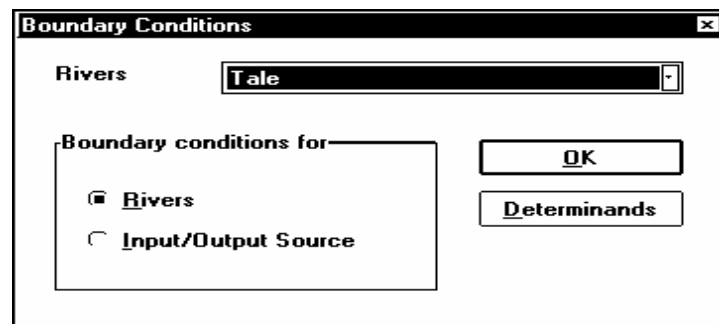 Boundary Conditions
Rivers Tale
Boundary conditions for
Rivers
Input/Output Source
OK
Determinands